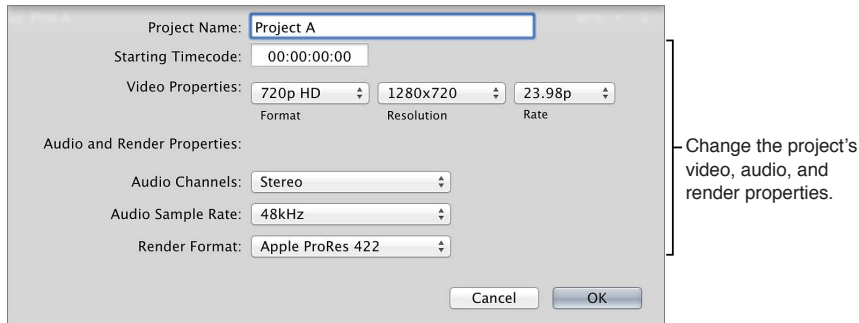 Project Name: Project A
Starting Timecode: 00:00:00:00
Video Properties: 720p HD 1280x720 23.98p
Format Resolution Rate
Audio and Render Properties:
Audio Channels: Stereo
Audio Sample Rate: 48kHz
Render Format: Apple ProRes 422
Cancel OK
Change the project's
video, audio, and
render properties.